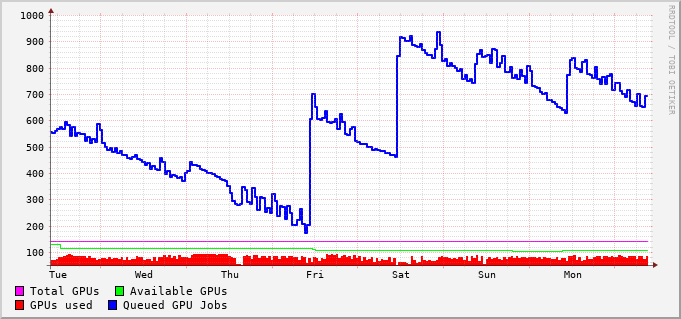 1000
900
800
700
600
500
400
300
200
100
Tue Wed Thu Fri Sat Sun Mon
Total GPUs Available GPUs
GPUs used Queued GPU Jobs
RRDTOOL / TOBI OETIKER